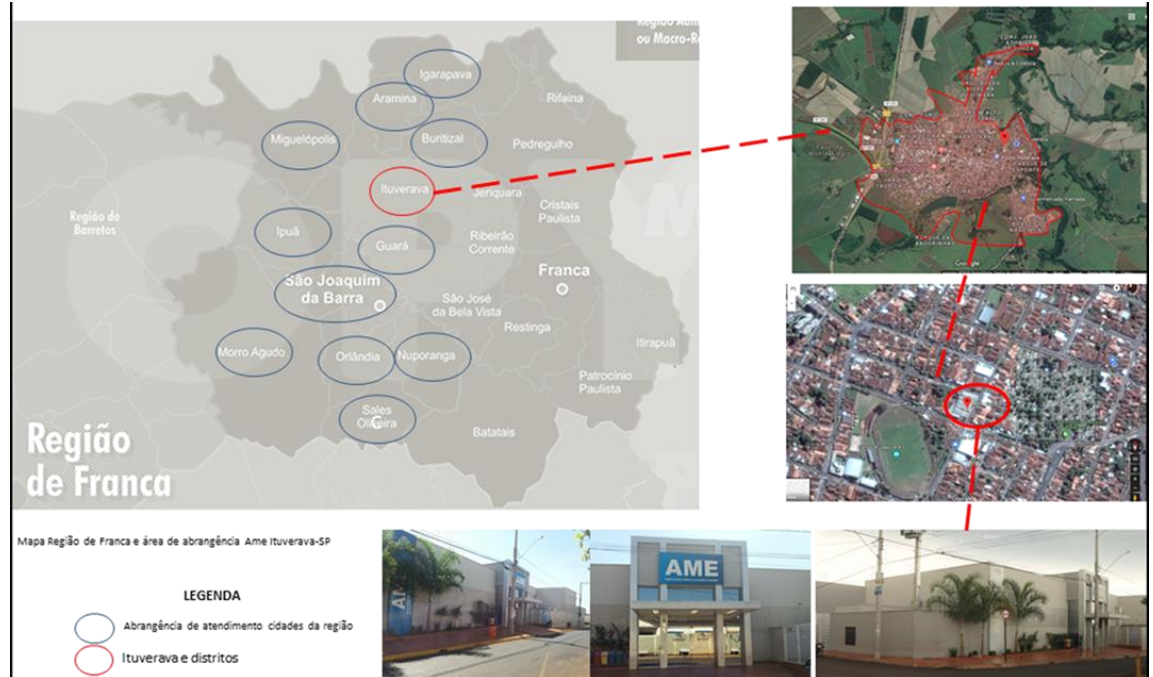 Região Adm
ou Macro-Re
Igarapava
Aramina
Rifaina
Miguelópolis
Buritizal
Pedregulho
Ituverava
Jeriquara
Cristais
Paulista
Região de
Barretos
Ipuã
Guará
Ribeirão
Corrente
São Joaquim
da Barra
Franca
São José
da Bela Vista
Restinga
Itirapuã
Morro Agudo
Orlândia
Nuporanga
Patrocínio
Paulista
Sales
Oliveira
Batatais
Região
de Franca
Google
Mapa Região de Franca e área de abrangência Ame Ituverava-SP
LEGENDA
Abrangência de atendimento cidades da região
Ituverava e distritos
AME